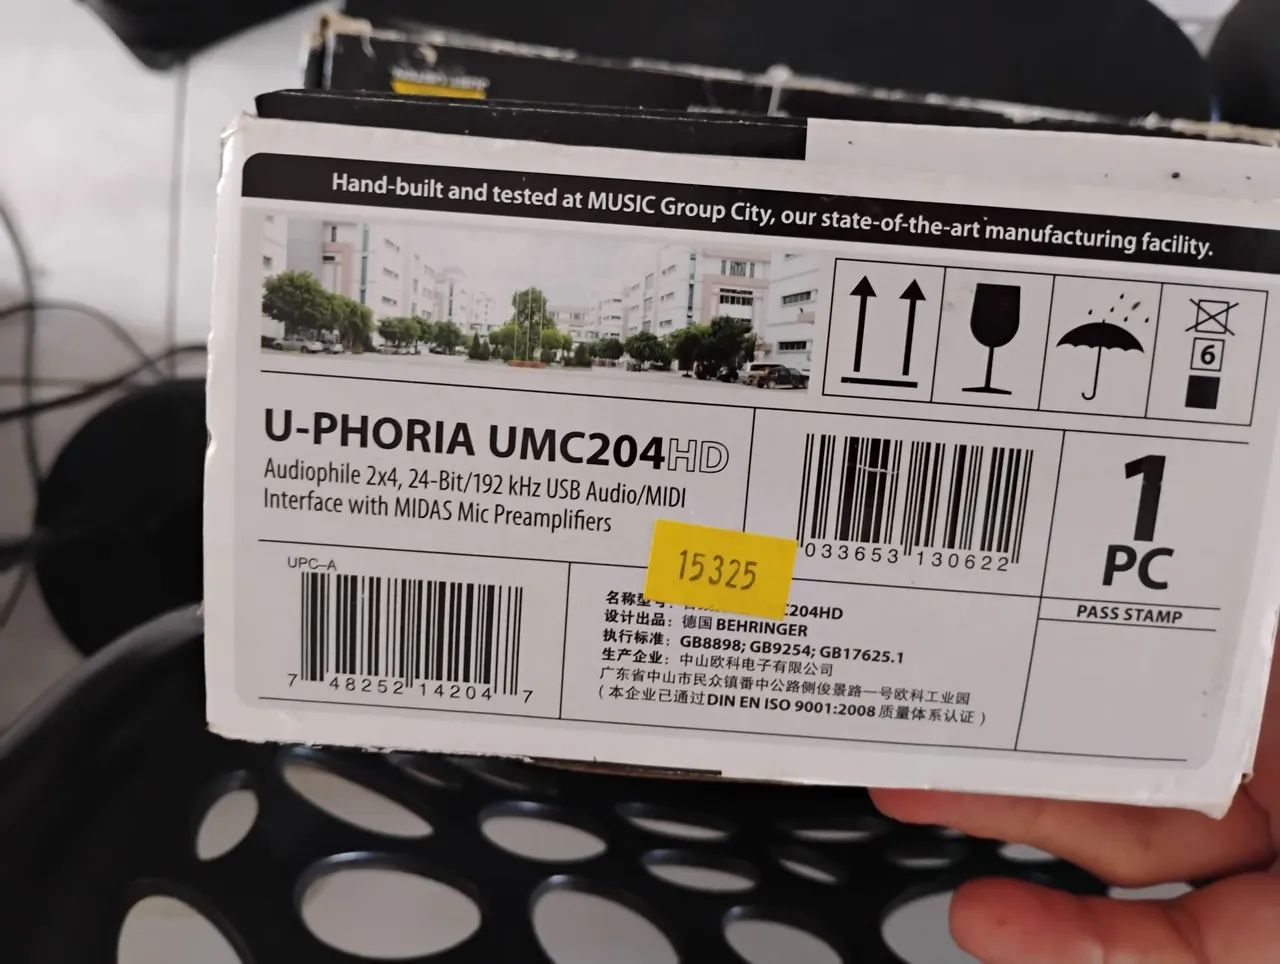 Hand-built and tested at MUSIC Group City, our state-of-the-art manufacturing facility.
6
U-PHORIA UMC204HD
Audiophile 2x4, 24-Bit/192 kHz USB Audio/MIDI
Interface with MIDAS Mic Preamplifiers
033653 130622
1
PC
PASS STAMP
15325
UPC-A
7 48252 14204 7
名称型号: C204HD
设计出品: 德国 BEHRINGER
执行标准: GB8898; GB9254; GB17625.1
生产企业: 中山欧科电子有限公司
广东省中山市民众镇番中公路侧俊景路一号欧科工业园
(本企业已通过DIN EN ISO 9001:2008 质量体系认证)